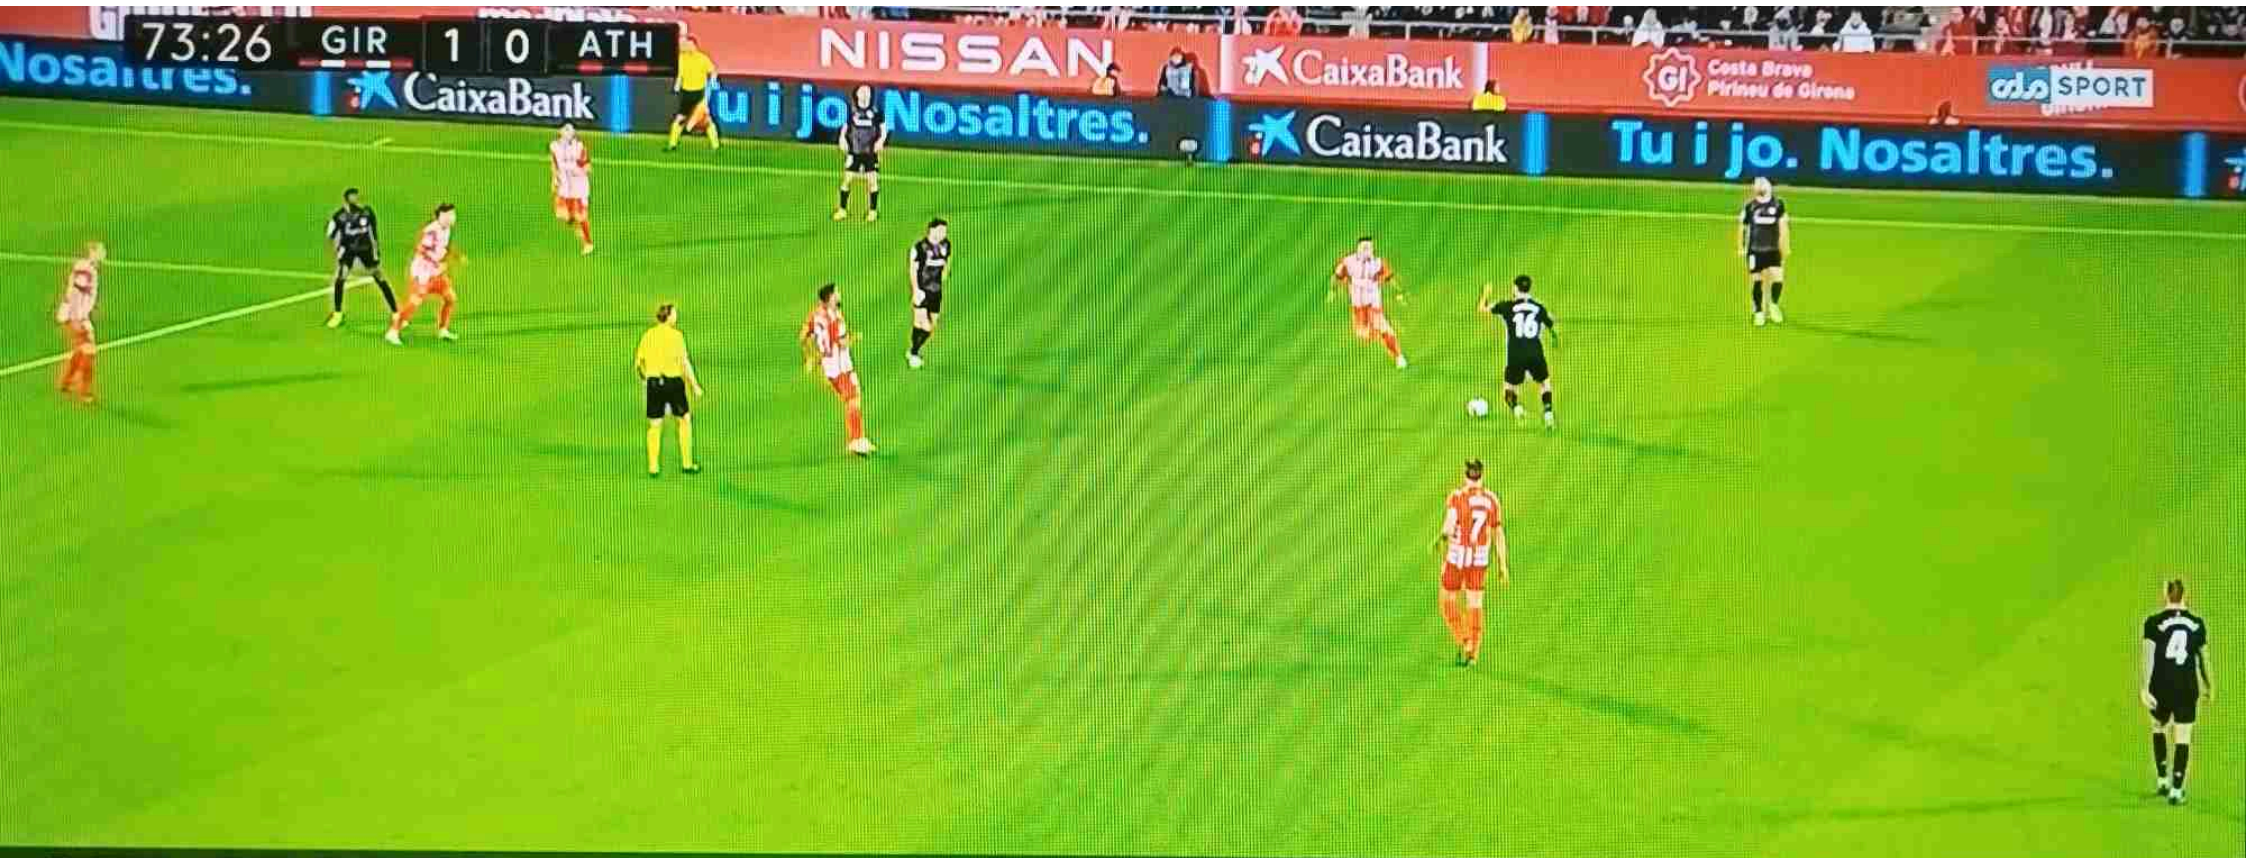 73:26 GIR 1 0 ATH
NISSAN
CaixaBank
GI
Costa Brava
Pirineu de Girona
SPORT
Nosaltres.
CaixaBank
Tu i jo. Nosaltres.
CaixaBank
Tu i jo. Nosaltres.
16
7
4